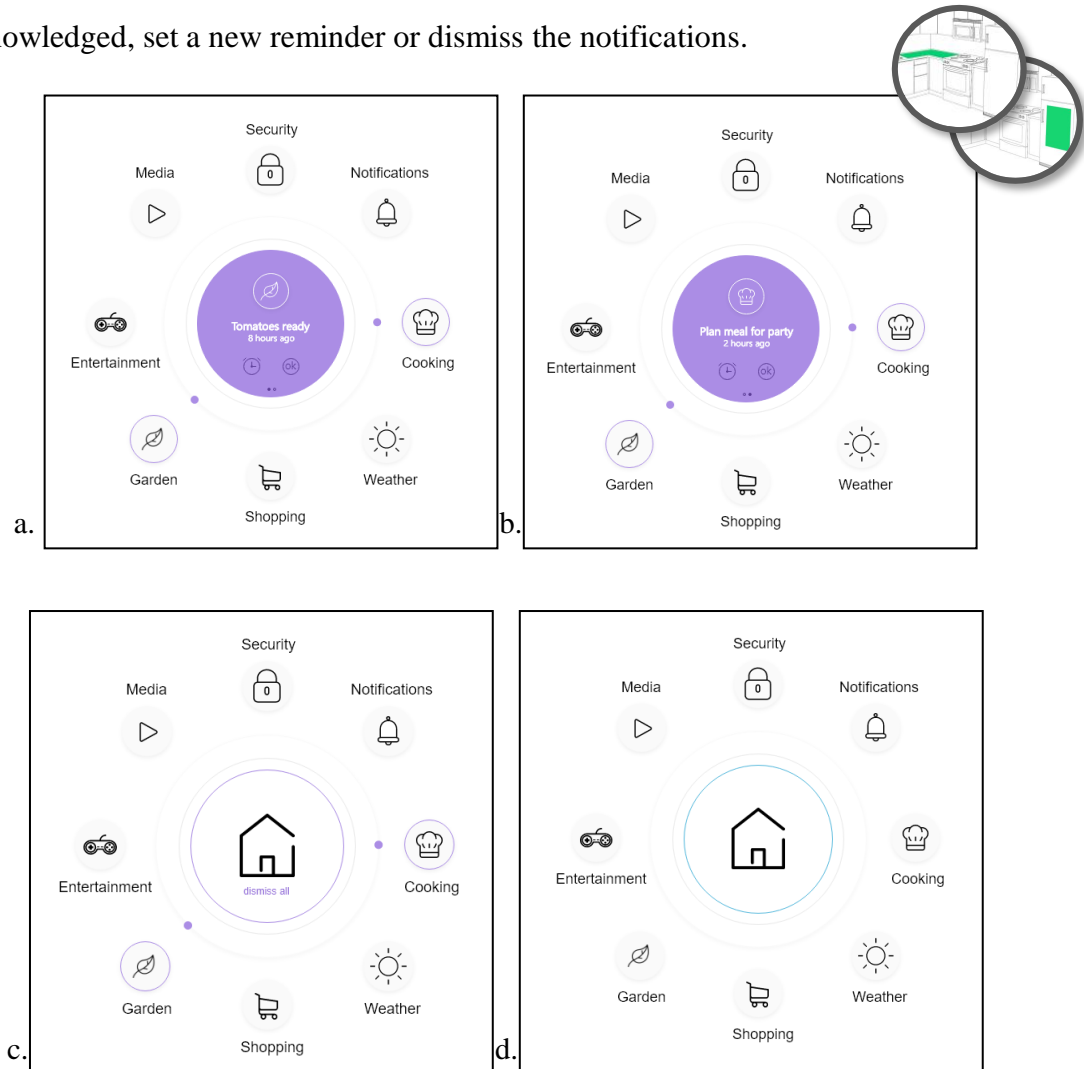 nowledged, set a new reminder or dismiss the notifications.
Security
Media
Notifications
Tomatoes ready
8 hours ago
ok
Entertainment
Cooking
Garden
Weather
Shopping
a.
Security
Media
Notifications
Plan meal for party
2 hours ago
ok
Entertainment
Cooking
Garden
Weather
Shopping
b.
Security
Media
Notifications
dismiss all
Entertainment
Cooking
Garden
Weather
Shopping
c.
Security
Media
Notifications
Entertainment
Cooking
Garden
Weather
Shopping
d.